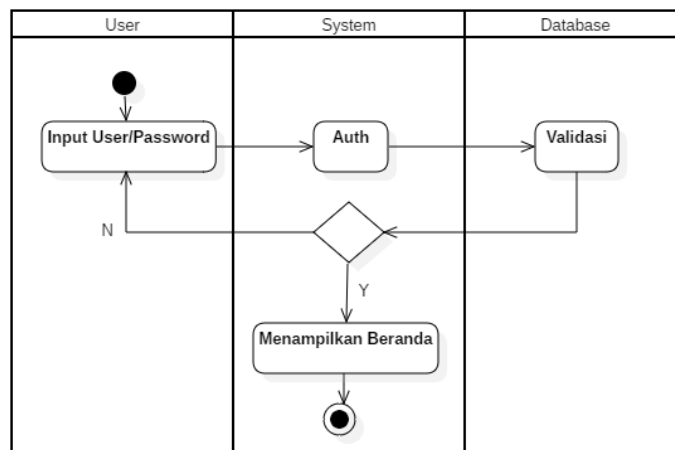 User
System
Database
Input User/Password
Auth
Validasi
N
Y
Menampilkan Beranda